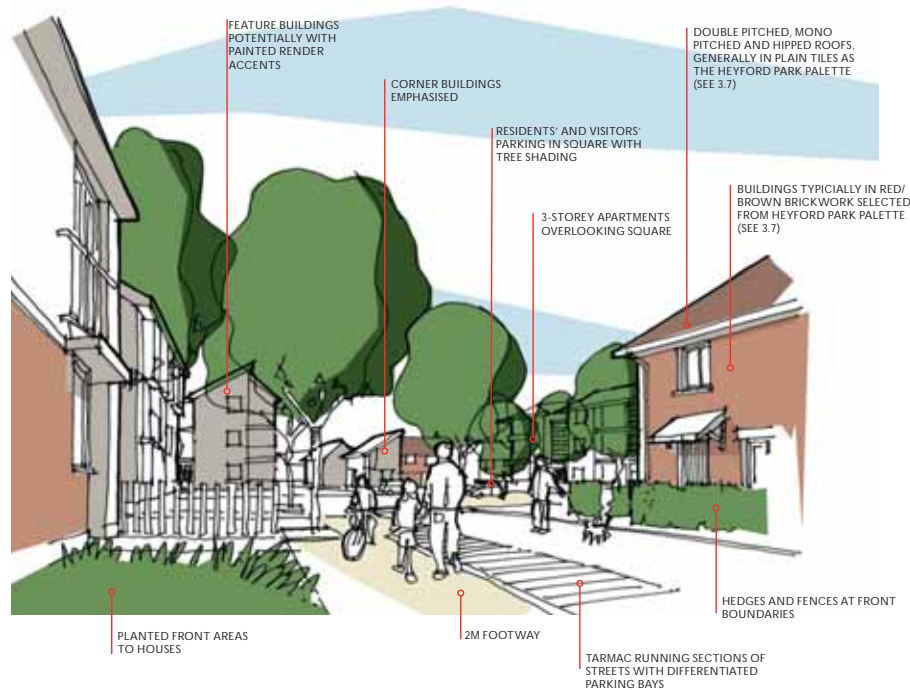 FEATURE BUILDINGS
POTENTIALLY WITH
PAINTED RENDER
ACCENTS
CORNER BUILDINGS
EMPHASISED
RESIDENTS' AND VISITORS'
PARKING IN SQUARE WITH
TREE SHADING
3-STOREY APARTMENTS
OVERLOOKING SQUARE
DOUBLE PITCHED, MONO
PITCHED AND HIPPED ROOFS,
GENERALLY IN PLAIN TILES AS
THE HEYFORD PARK PALETTE
(SEE 3.7)
BUILDINGS TYPICIALLY IN RED/
BROWN BRICKWORK SELECTED
FROM HEYFORD PARK PALETTE
(SEE 3.7)
PLANTED FRONT AREAS
TO HOUSES
2M FOOTWAY
TARMAC RUNNING SECTIONS OF
STREETS WITH DIFFERENTIATED
PARKING BAYS
HEDGES AND FENCES AT FRONT
BOUNDARIES